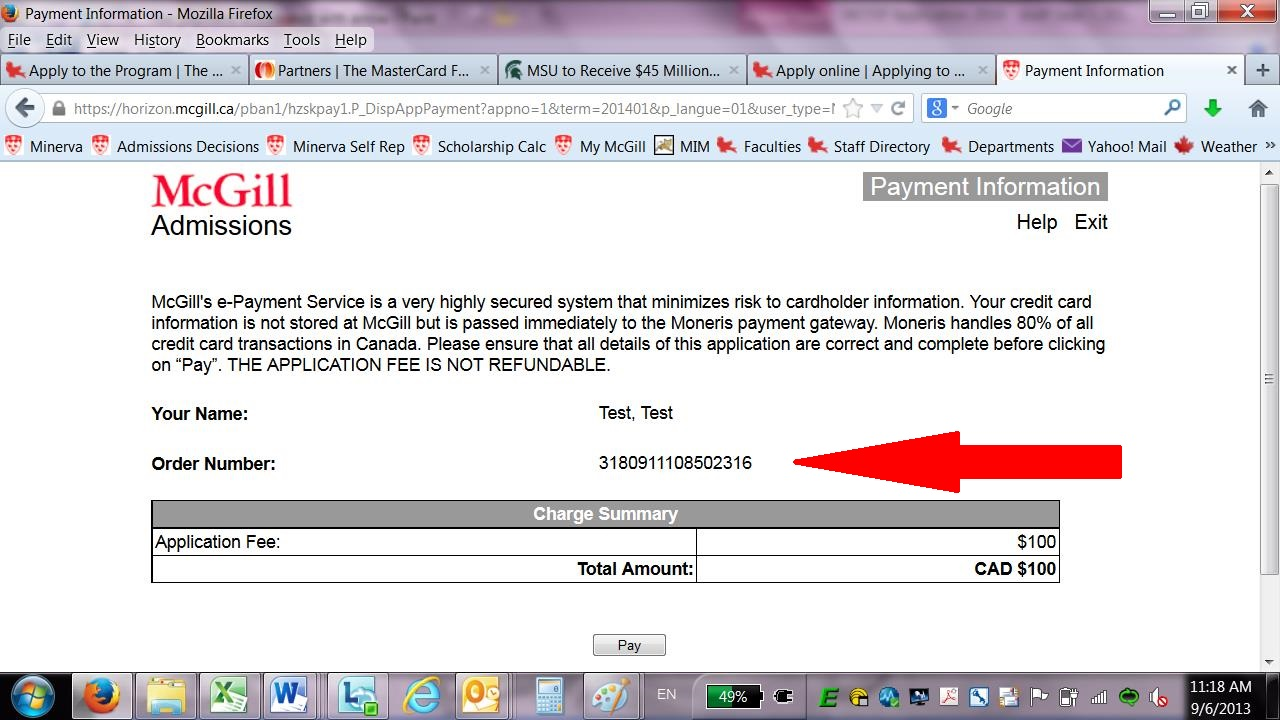 Payment Information - Mozilla Firefox
File Edit View History Bookmarks Tools Help
Apply to the Program | The ... Partners | The MasterCard F... MSU to Receive $45 Million... Apply online | Applying to ... Payment Information
https://horizon.mcgill.ca/pban1/hzskpay1.P_DispAppPayment?appno=1&term=201401&p_langue=01&user_type= Google
Minerva Admissions Decisions Minerva Self Rep Scholarship Calc My McGill MIM Faculties Staff Directory Departments Yahoo! Mail Weather »
McGill Payment Information
Admissions Help Exit
McGill's e-Payment Service is a very highly secured system that minimizes risk to cardholder information. Your credit card
information is not stored at McGill but is passed immediately to the Moneris payment gateway. Moneris handles 80% of all
credit card transactions in Canada. Please ensure that all details of this application are correct and complete before clicking
on “Pay”. THE APPLICATION FEE IS NOT REFUNDABLE.
Your Name: Test, Test
Order Number: 3180911108502316
Charge Summary
Application Fee: $100
Total Amount: CAD $100
Pay
EN 49% 11:18 AM
9/6/2013